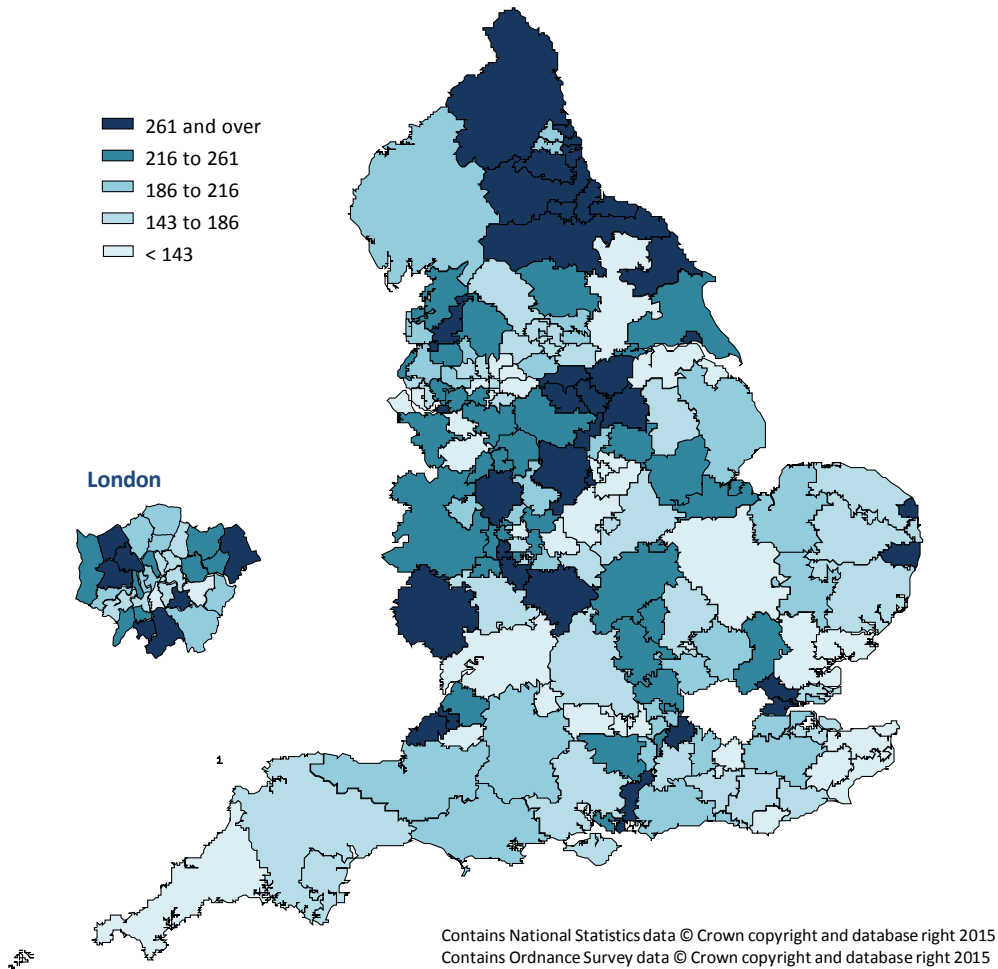 261 and over
216 to 261
186 to 216
143 to 186
< 143
London
Contains National Statistics data © Crown copyright and database right 2015
Contains Ordnance Survey data © Crown copyright and database right 2015